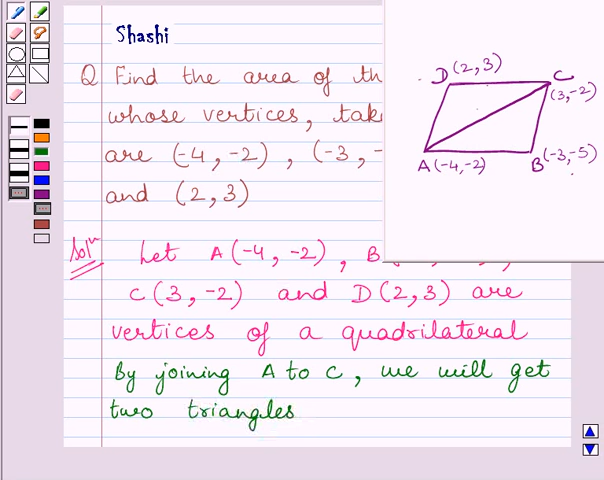 Shashi
Q Find the area of th
whose vertices, tak
are (-4, -2), (-3, -
and (2, 3)
Solⁿ Let A(-4, -2), B
C(3, -2) and D(2, 3) are
vertices of a quadrilateral
By joining A to C, we will get
two triangles
D(2, 3)
C
(3, -2)
A(-4, -2)
B(-3, -5)